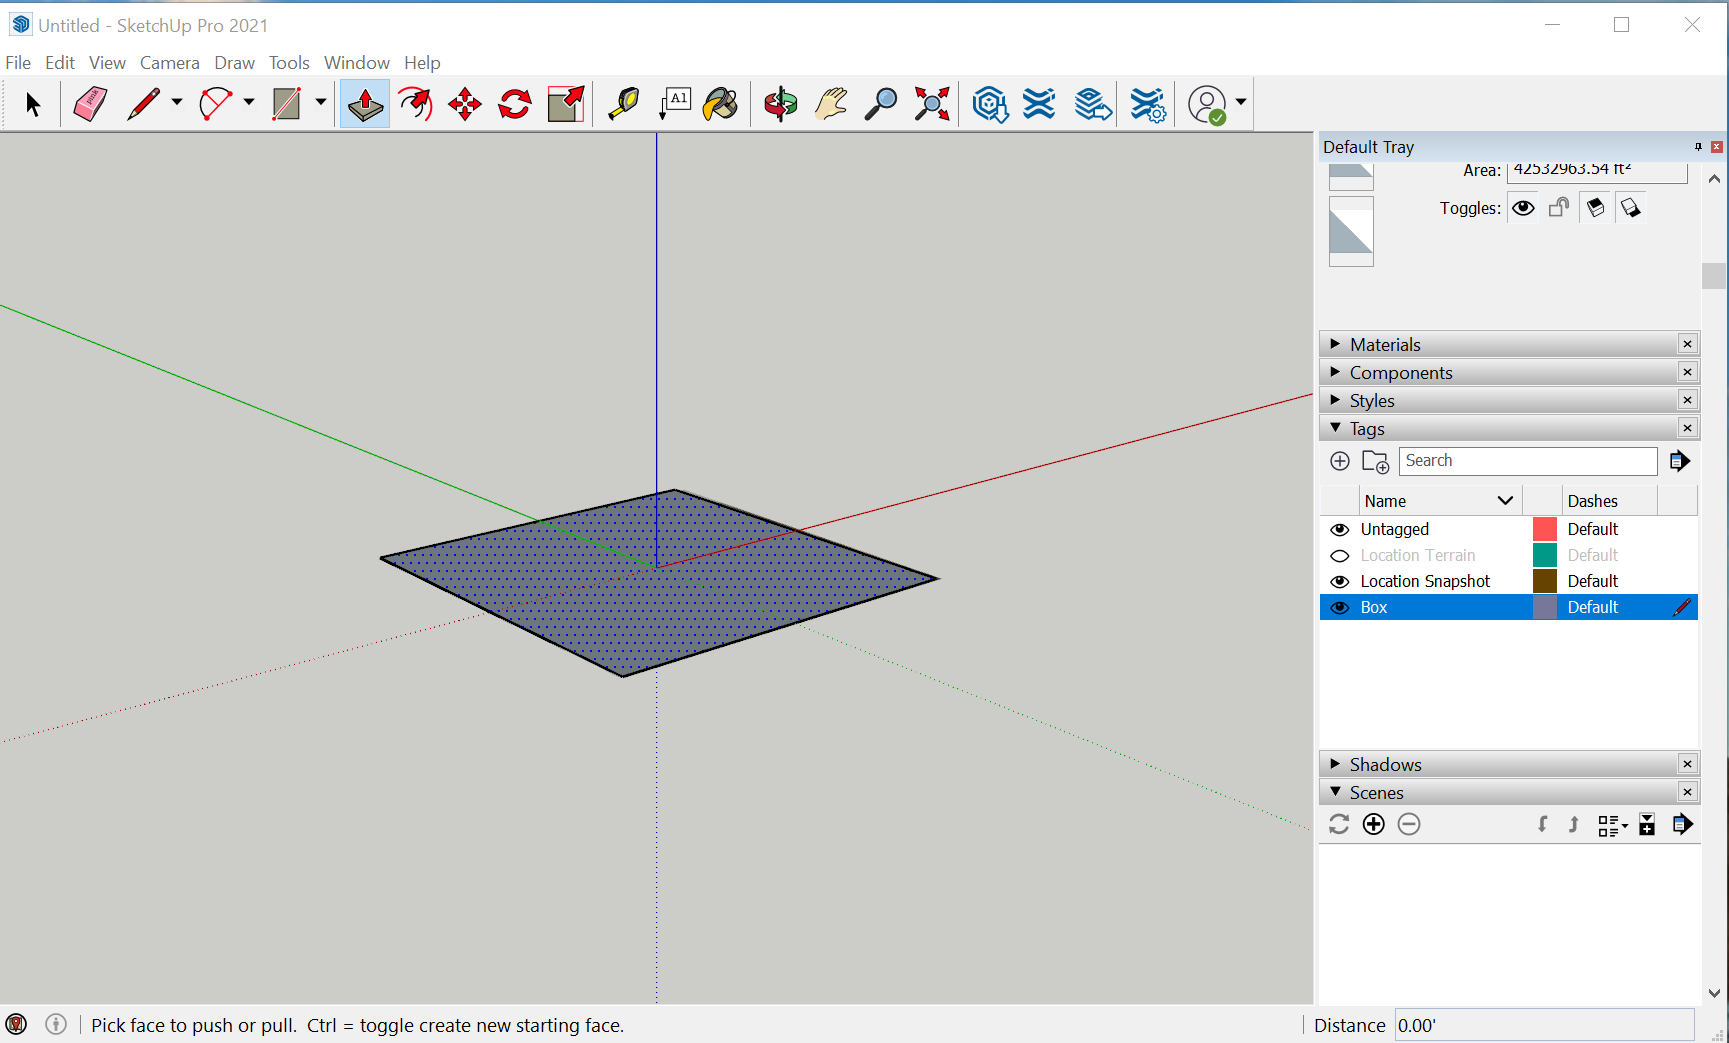 Untitled - SketchUp Pro 2021
File Edit View Camera Draw Tools Window Help
pink
A1
Default Tray
Area: 42532963.54 ft²
Toggles:
Materials
Components
Styles
Tags
Search
Name Dashes
Untagged Default
Location Terrain Default
Location Snapshot Default
Box Default
Shadows
Scenes
Pick face to push or pull. Ctrl = toggle create new starting face.
Distance 0.00'